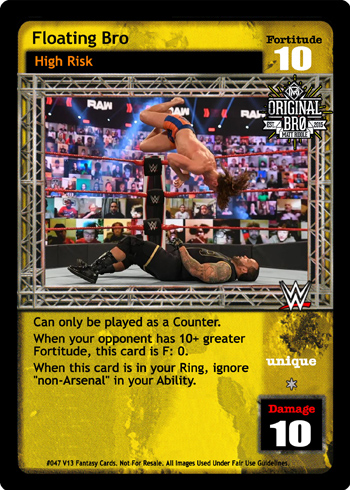 Floating Bro
Fortitude
10
High Risk
ORIGINAL
BRO
MATT RIDDLE
RAW
RAW
Can only be played as a Counter.
When your opponent has 10+ greater
Fortitude, this card is F: 0.
When this card is in your Ring, ignore
"non-Arsenal" in your Ability.
unique
*
Damage
10
#047 V13 Fantasy Cards. Not For Resale. All Images Used Under Fair Use Guidelines.